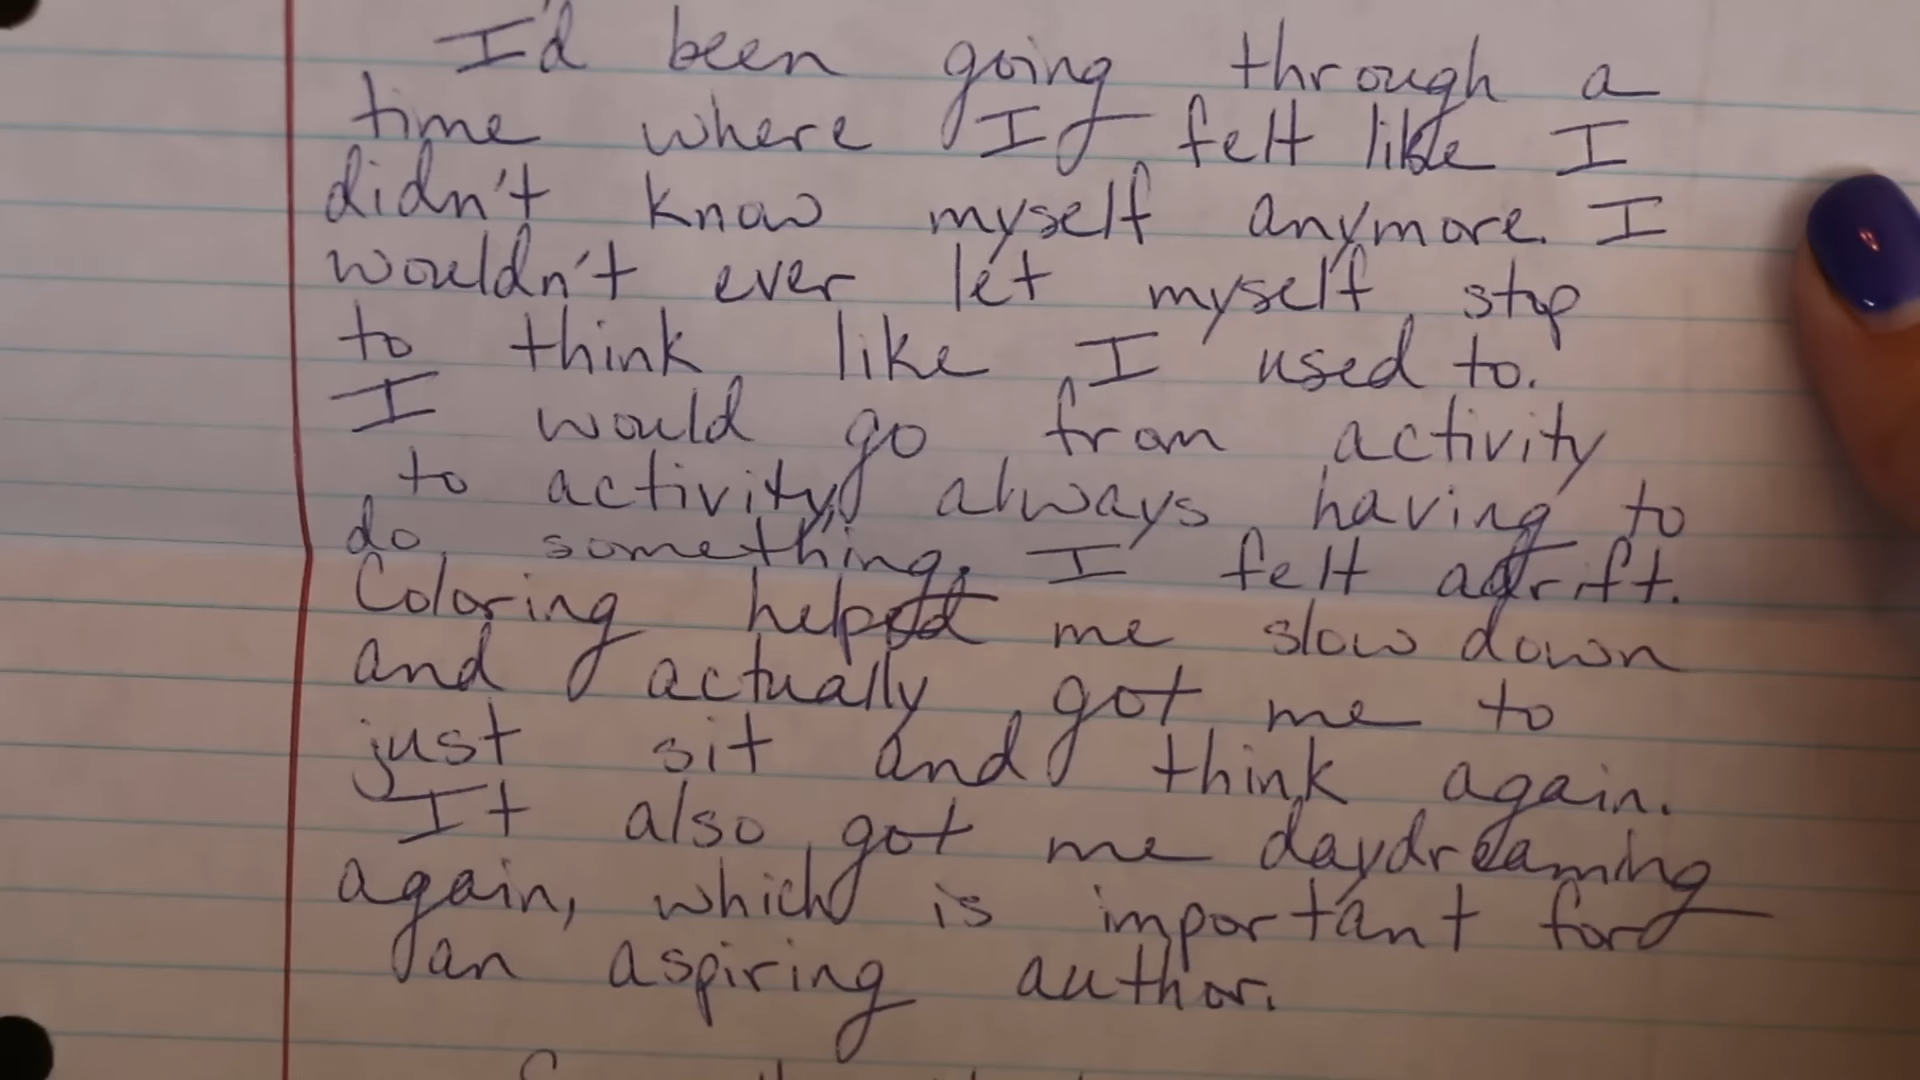 I'd been going through a
time where I felt like I
didn't know myself anymore. I
wouldn't ever let myself stop
to think like I used to.
I would go from activity
to activity, always having to
do something. I felt adrift.
Coloring helped me slow down
and actually got me to
just sit and think again.
It also got me daydreaming
again, which is important for
an aspiring author.